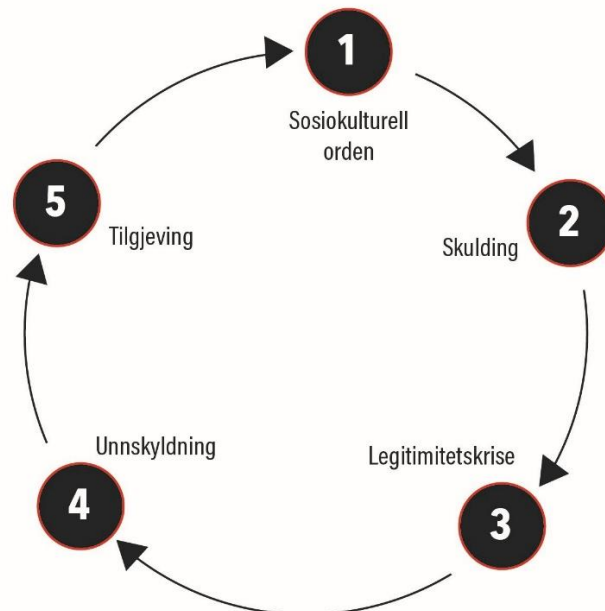 1
Sosiokulturell
orden
2
Skulding
3
Legitimitetskrise
4
Unnskyldning
5
Tilgjeving